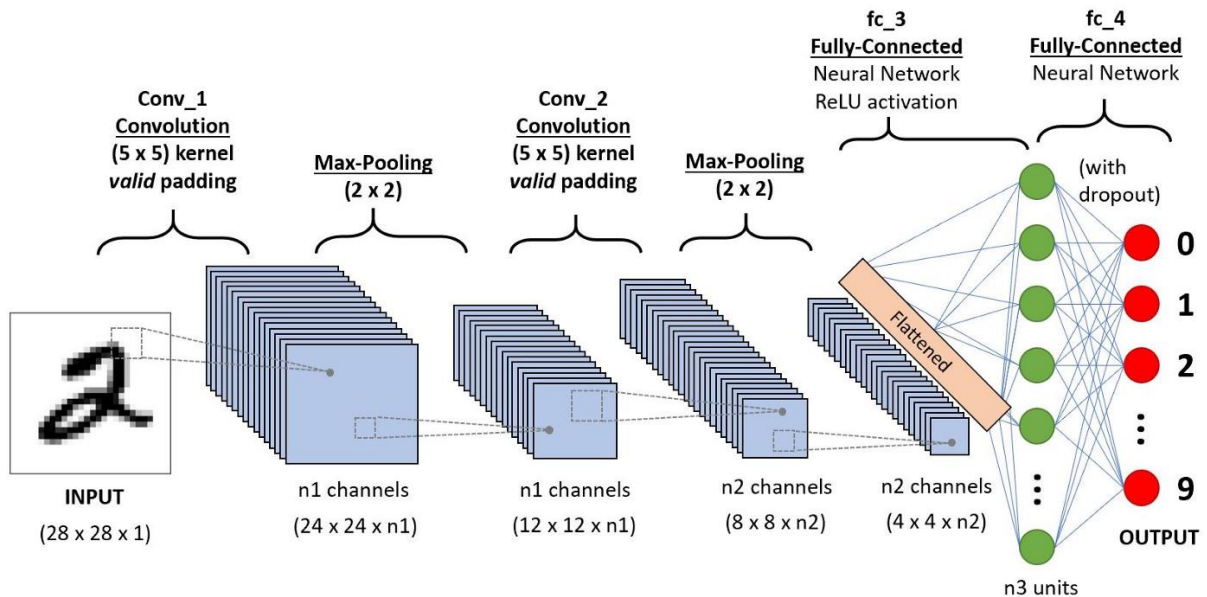 Conv_1
Convolution
(5 x 5) kernel
valid padding
Max-Pooling
(2 x 2)
Conv_2
Convolution
(5 x 5) kernel
valid padding
Max-Pooling
(2 x 2)
fc_3
Fully-Connected
Neural Network
ReLU activation
fc_4
Fully-Connected
Neural Network
(with
dropout)
2
INPUT
(28 x 28 x 1)
n1 channels
(24 x 24 x n1)
n1 channels
(12 x 12 x n1)
n2 channels
(8 x 8 x n2)
n2 channels
(4 x 4 x n2)
Flattened
n3 units
0
1
2
9
OUTPUT